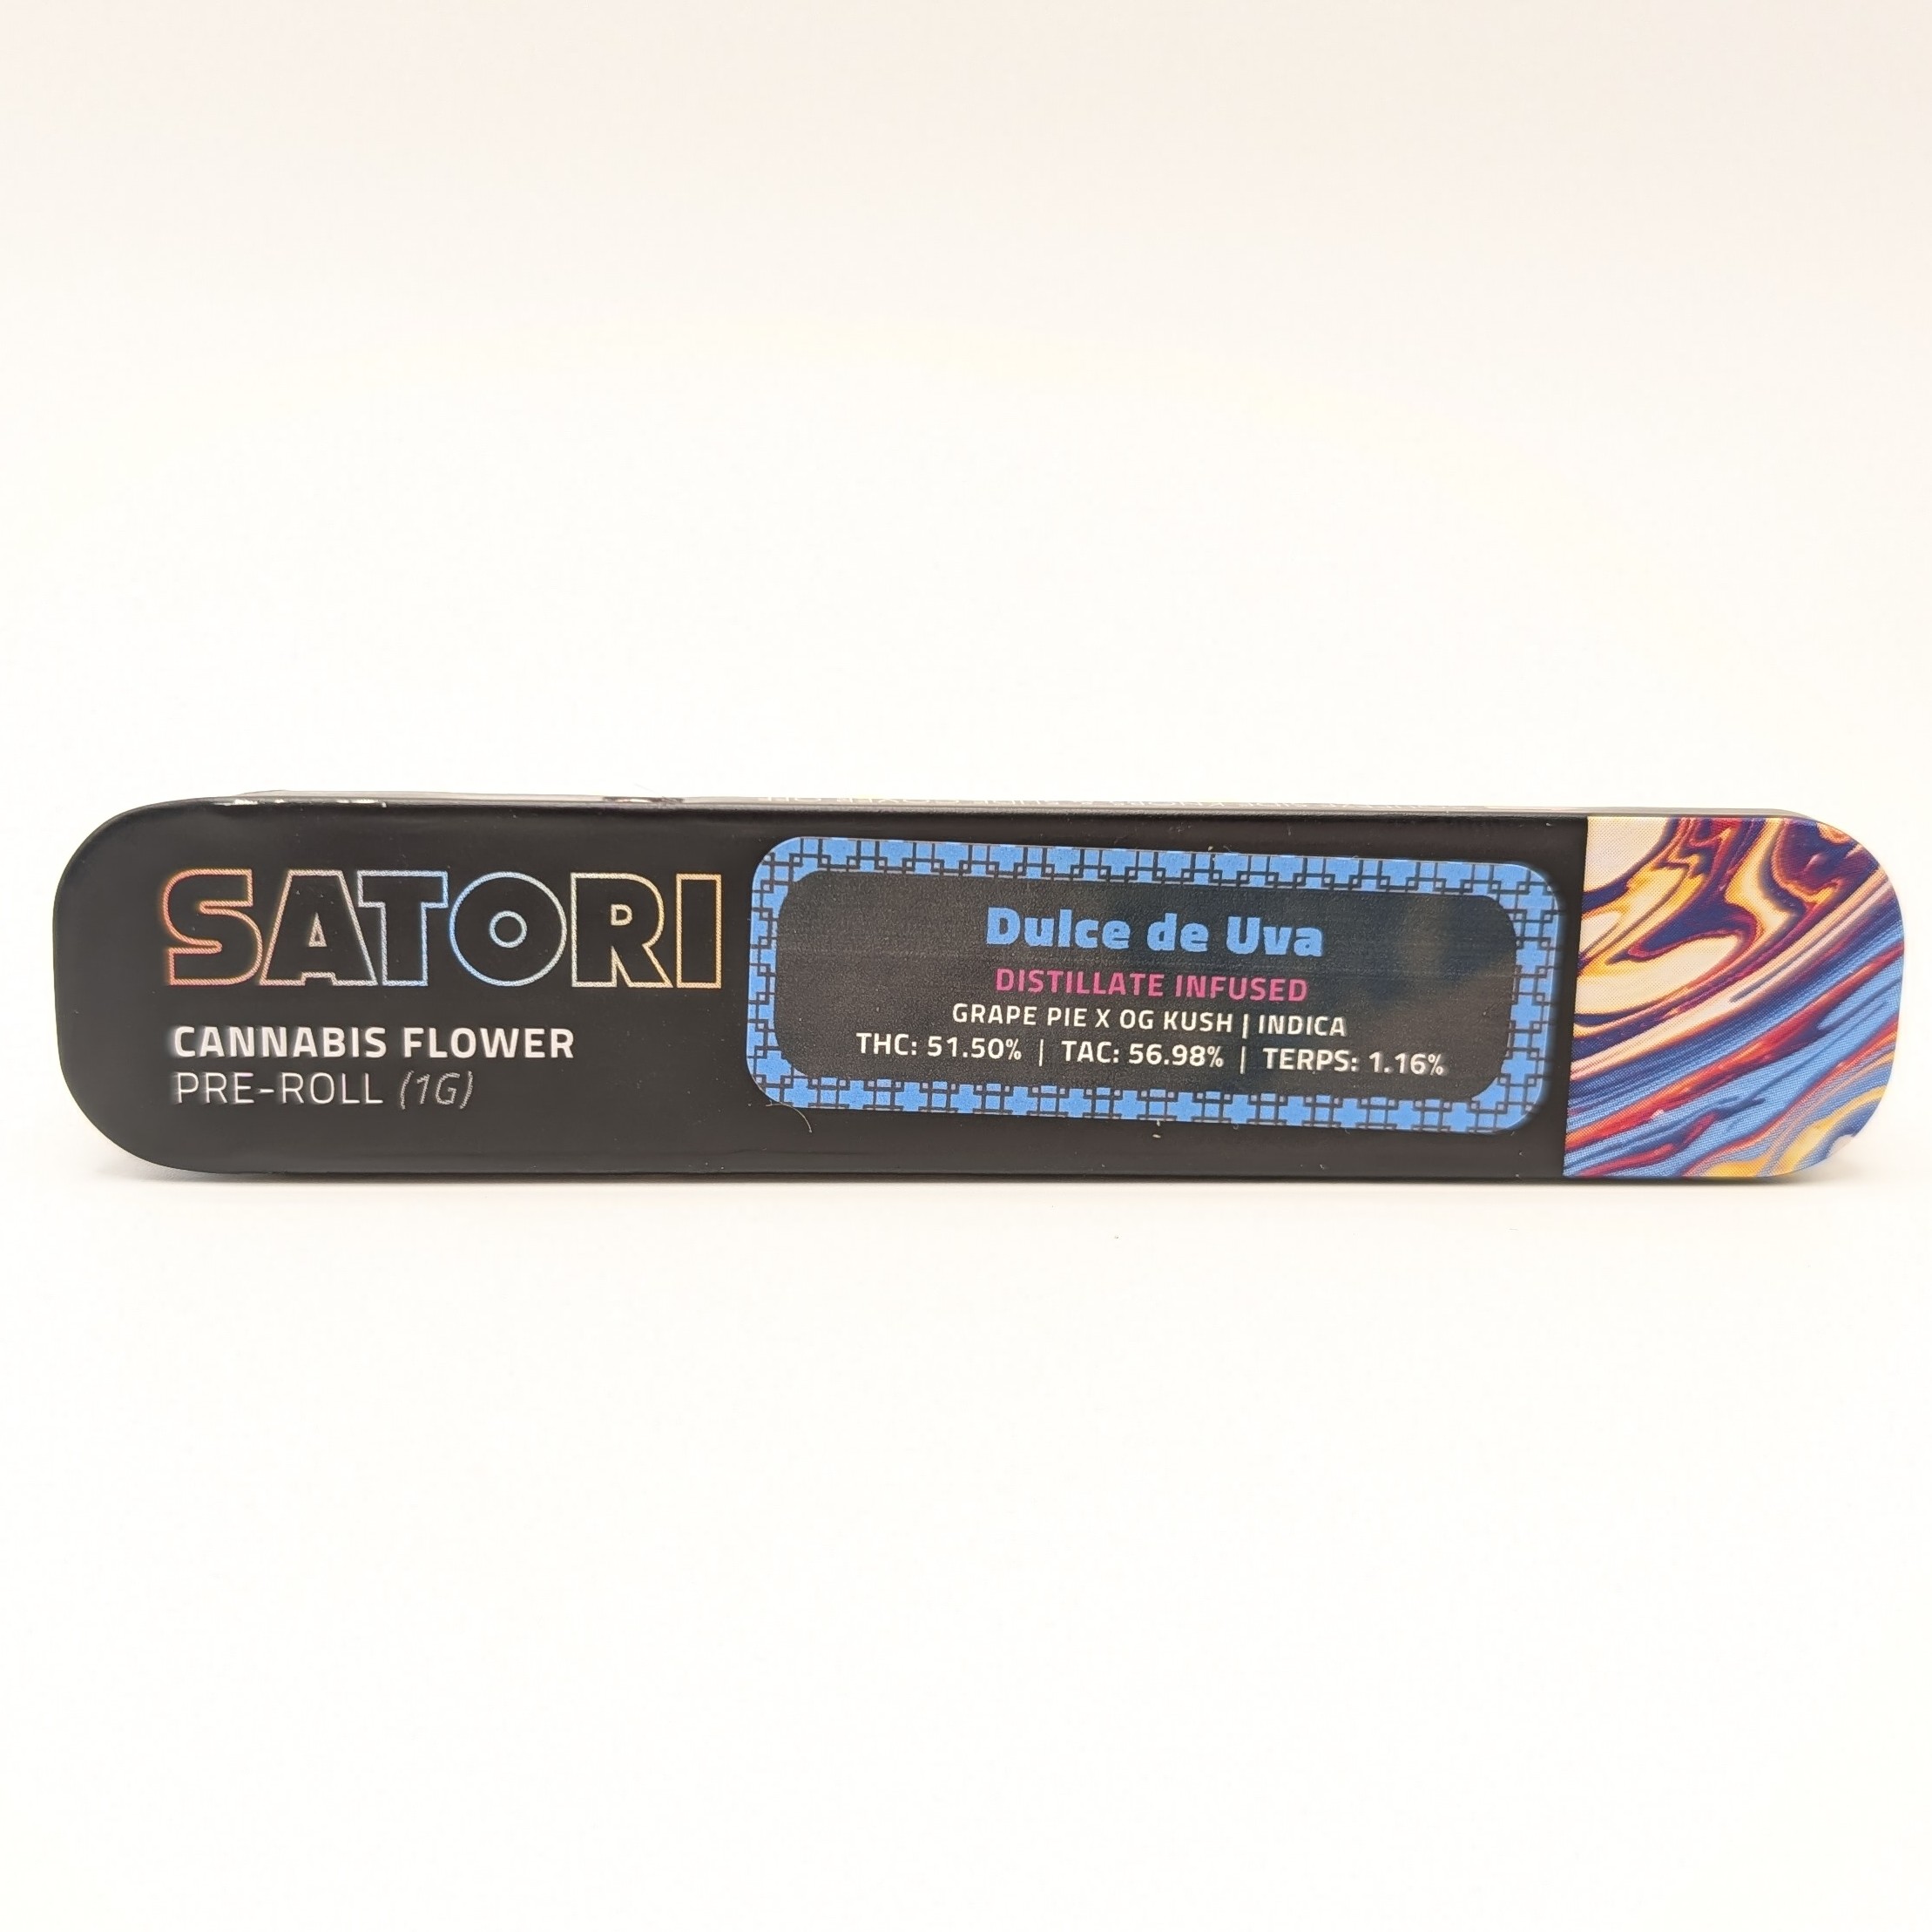 SATORI
CANNABIS FLOWER
PRE-ROLL (1G)
Dulce de Uva
DISTILLATE INFUSED
GRAPE PIE X OG KUSH | INDICA
THC: 51.50% | TAC: 56.98% | TERPS: 1.16%